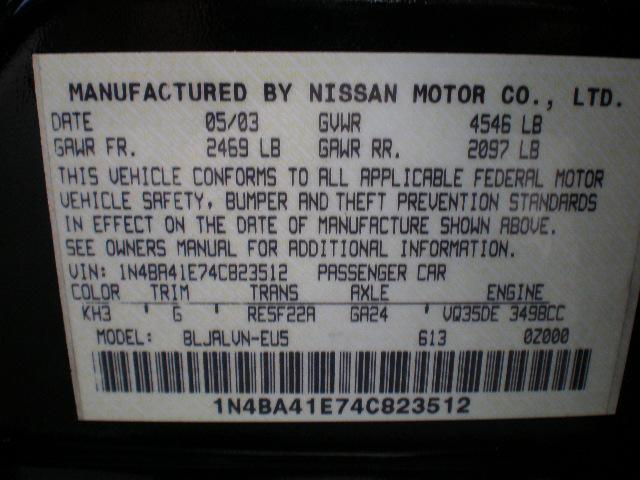 MANUFACTURED BY NISSAN MOTOR CO., LTD.
DATE 05/03 GVWR 4546 LB
GAWR FR. 2469 LB GAWR RR. 2097 LB
THIS VEHICLE CONFORMS TO ALL APPLICABLE FEDERAL MOTOR
VEHICLE SAFETY, BUMPER AND THEFT PREVENTION STANDARDS
IN EFFECT ON THE DATE OF MANUFACTURE SHOWN ABOVE.
SEE OWNERS MANUAL FOR ADDITIONAL INFORMATION.
VIN: 1N4BA41E74C823512 PASSENGER CAR
COLOR TRIM TRANS AXLE ENGINE
KH3 ' G ' RE5F22A GA24 ' VQ35DE 3498CC
MODEL: BLJALVN-EU5 613 0Z000
1N4BA41E74C823512